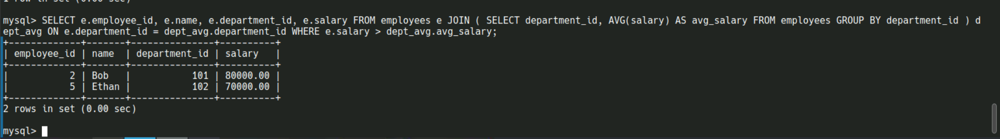 1 row in set (0.00 sec)
mysql> SELECT e.employee_id, e.name, e.department_id, e.salary FROM employees e JOIN ( SELECT department_id, AVG(salary) AS avg_salary FROM employees GROUP BY department_id ) d
ept_avg ON e.department_id = dept_avg.department_id WHERE e.salary > dept_avg.avg_salary;
+-------------+-------+---------------+----------+
| employee_id | name  | department_id | salary   |
+-------------+-------+---------------+----------+
|           2 | Bob   |           101 | 80000.00 |
|           5 | Ethan |           102 | 70000.00 |
+-------------+-------+---------------+----------+
2 rows in set (0.00 sec)
mysql>